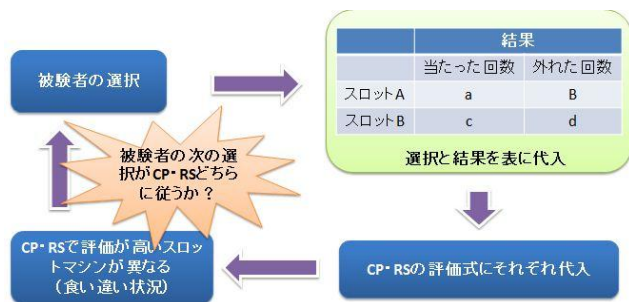 被験者の選択
結果
当たった回数 外れた回数
スロットA a B
スロットB c d
選択と結果を表に代入
被験者の次の選
択がCP・RSどちら
に従うか？
CP・RSで評価が高いスロッ
トマシンが異なる
（食い違い状況）
CP・RSの評価式にそれぞれ代入